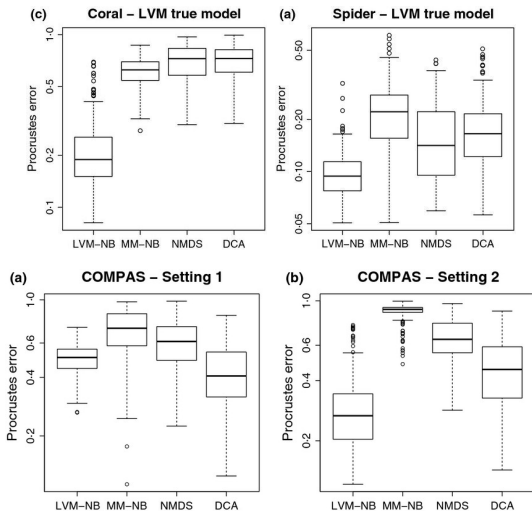 (c) Coral – LVM true model
Procrustes error
1·0
0·5
0·2
0·1
LVM–NB MM–NB NMDS DCA
(a) Spider – LVM true model
Procrustes error
0·50
0·20
0·10
0·05
LVM–NB MM–NB NMDS DCA
(a) COMPAS – Setting 1
Procrustes error
1·0
0·6
0·4
0·2
LVM–NB MM–NB NMDS DCA
(b) COMPAS – Setting 2
Procrustes error
1·0
0·6
0·4
0·2
LVM–NB MM–NB NMDS DCA